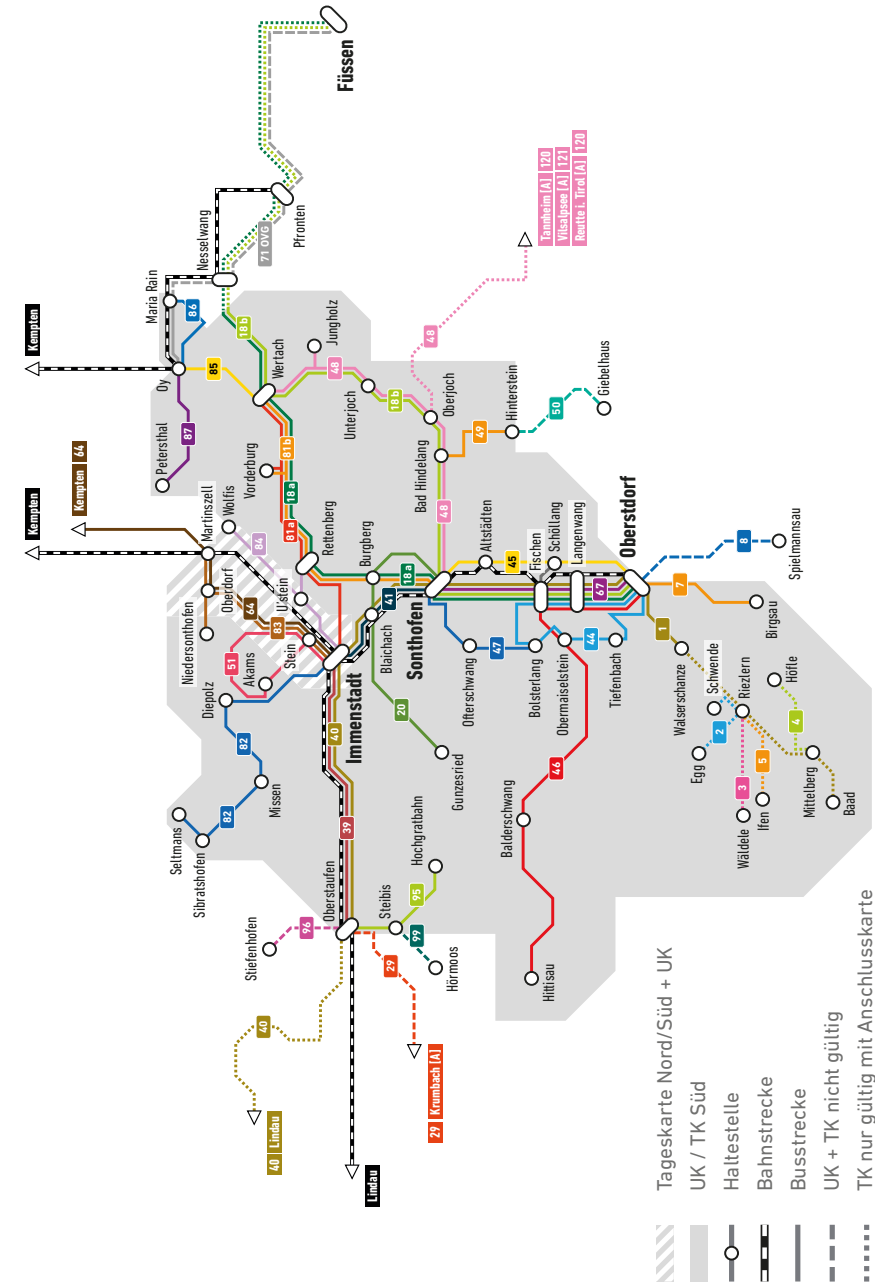 Füssen
71 OVG
Pfronten
Nesselwang
Tannheim [A] 120
Vilsalpsee [A] 121
Reutte i. Tirol [A] 120
Maria Rain
86
18b
Kempten
Oy
85
Wertach
Jungholz
48
48
Petersthal
87
Unterjoch
18b
Oberjoch
Hinterstein
50
Giebelhaus
Kempten 64
Kempten
Vorderburg
81b
18a
81a
Bad Hindelang
49
Martinszell
Wolfis
84
Rettenberg
48
Burgberg
18a
Altstädten
45
Fischen
Schöllang
Langenwang
Oberstdorf
Oberdorf
64
83
Niedersonthofen
Stein
51
Akams
Immenstadt
Blaichach
41
Sonthofen
67
8
Spielmannsau
7
Birgsau
Diepolz
82
Missen
82
Seltmans
Sibratshofen
40
39
20
Gunzesried
Ofterschwang
47
Bolsterlang
44
Obermaiselstein
Tiefenbach
1
Walserschanze
Schwende
Riezlern
Höfle
2
Egg
4
3
5
Wäldele
Ifen
Mittelberg
Baad
46
Balderschwang
Hittisau
Oberstaufen
Hochgratbahn
95
Steibis
99
Hörmoos
96
Stiefenhofen
29
29 Krumbach [A]
40
40 Lindau
Lindau
Tageskarte Nord/Süd + UK
UK / TK Süd
Haltestelle
Bahnstrecke
Busstrecke
UK + TK nicht gültig
TK nur gültig mit Anschlusskarte